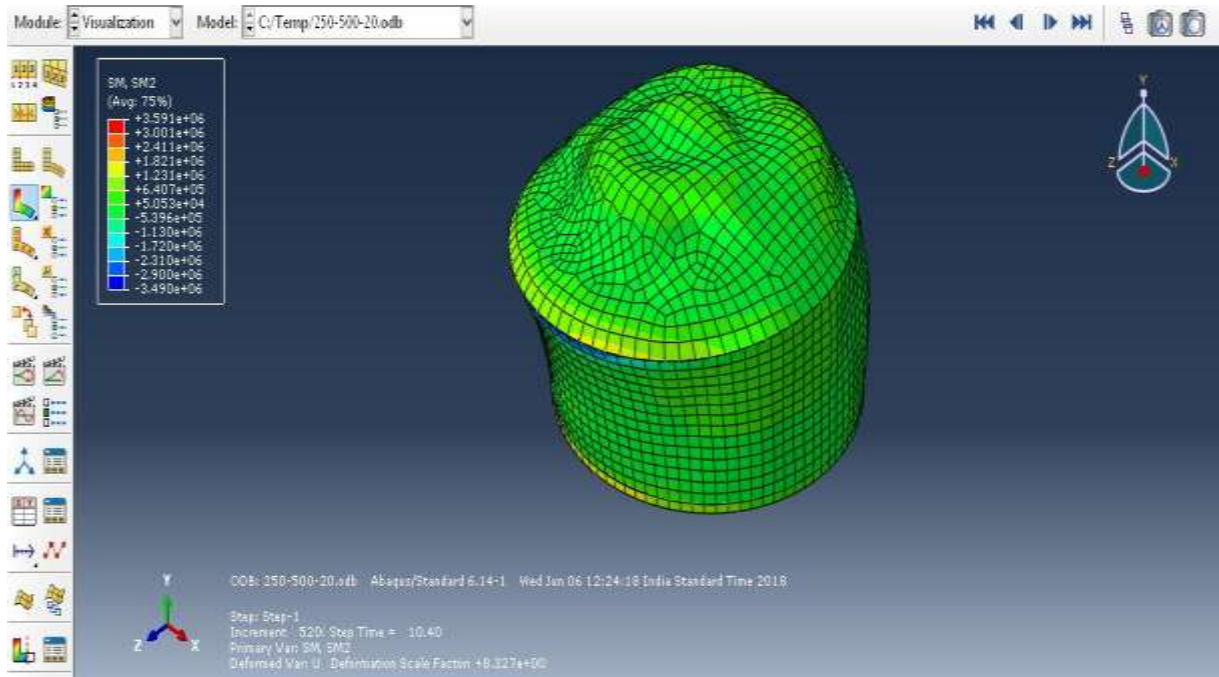 Module: Visualization Model: C:/Temp/250-500-20.odb
SM, SM2
(Avg: 75%)
+3.591e+06
+3.001e+06
+2.411e+06
+1.821e+06
+1.231e+06
+6.407e+05
+5.053e+04
-5.396e+05
-1.130e+06
-1.720e+06
-2.310e+06
-2.900e+06
-3.490e+06
Y
Z X
ODB: 250-500-20.odb Abaqus/Standard 6.14-1 Wed Jun 06 12:24:18 India Standard Time 2018
Y
Z X
Step: Step-1
Increment 520: Step Time = 10.40
Primary Var: SM, SM2
Deformed Var: U Deformation Scale Factor: +8.327e+00